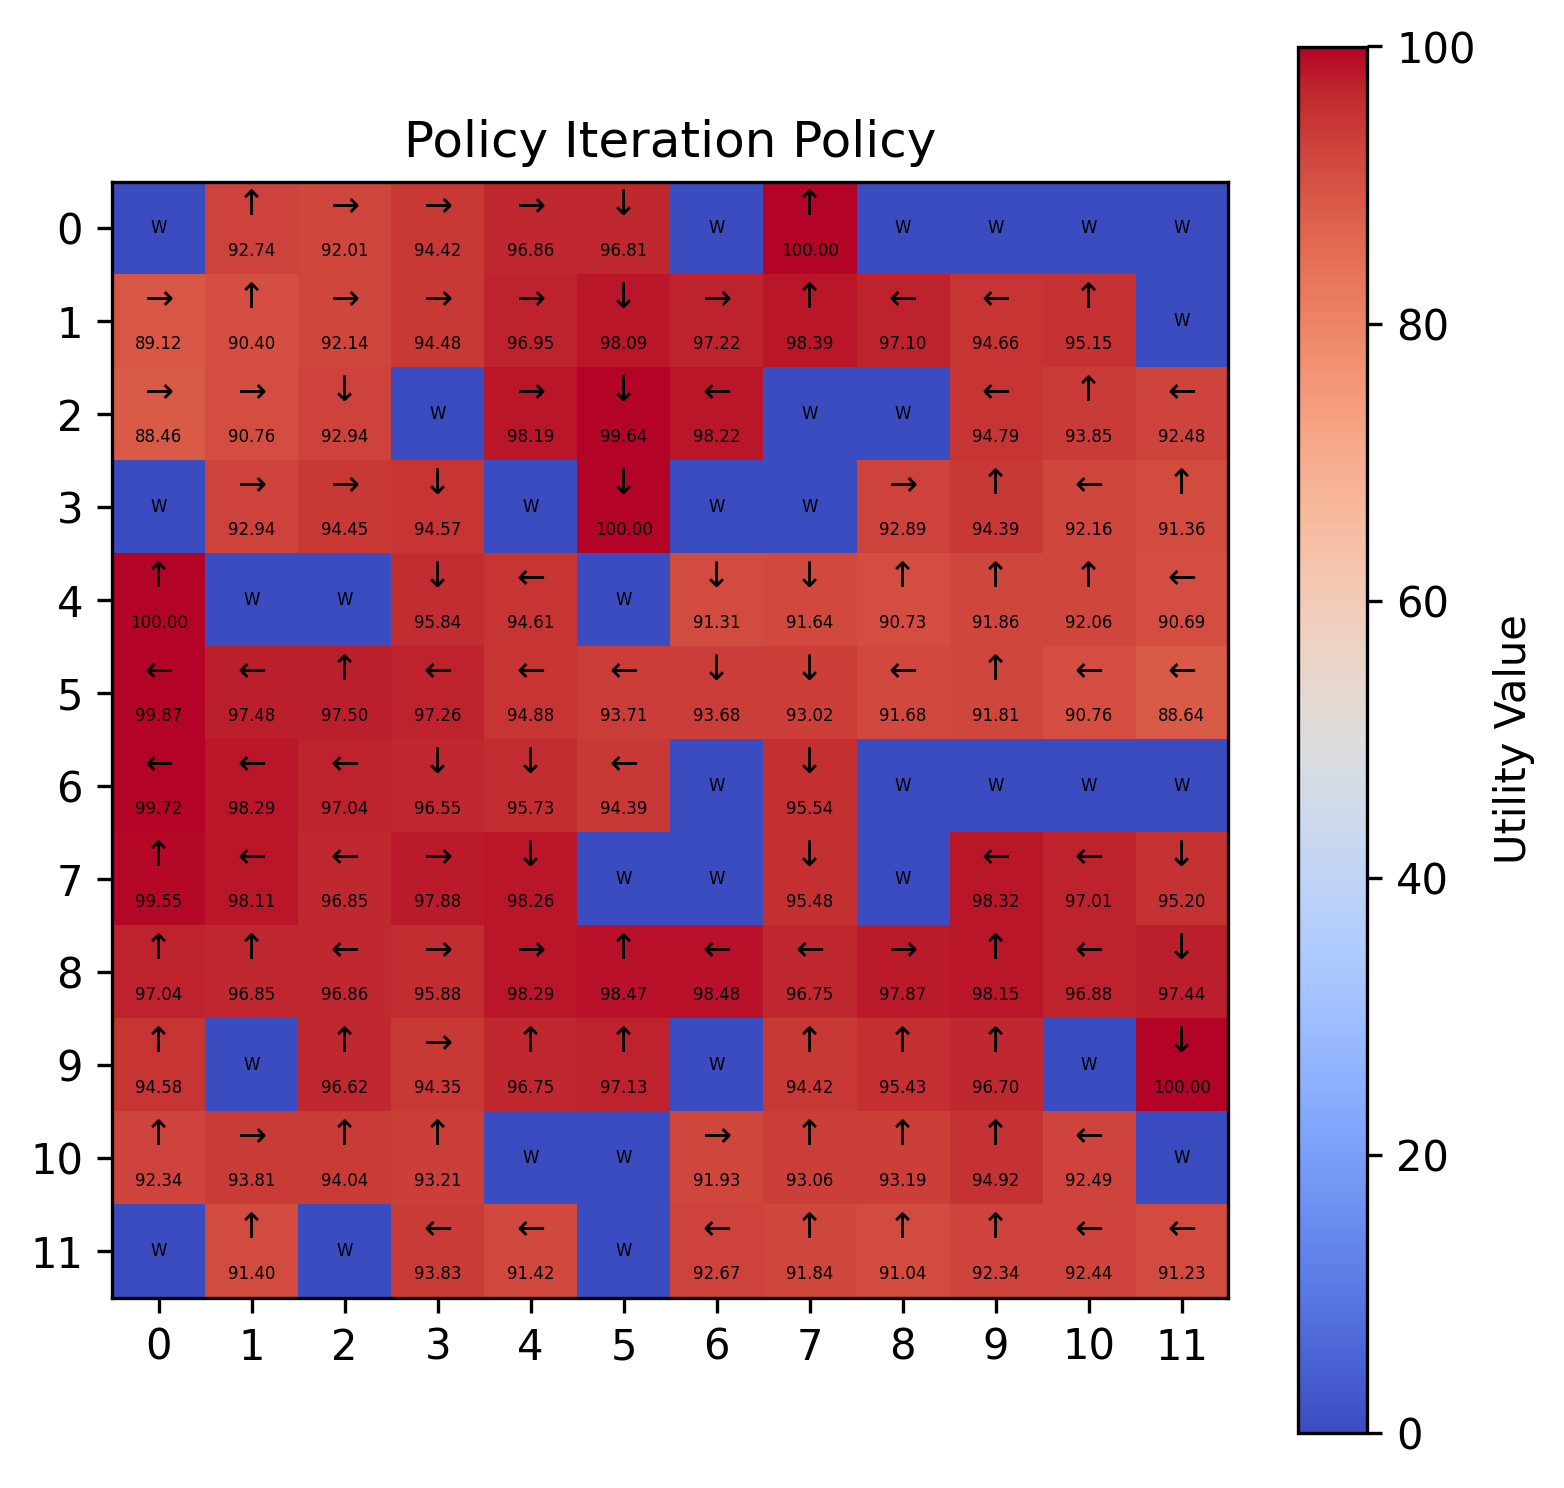 Policy Iteration Policy
100
80
60
40
20
0
Utility Value
0 W ↑ → → → ↓ W ↑ W W W W
92.74 92.01 94.42 96.86 96.81 100.00
1 → ↑ → → → ↓ → ↑ ← ← ↑ W
89.12 90.40 92.14 94.48 96.95 98.09 97.22 98.39 97.10 94.66 95.15
2 → → ↓ W → ↓ ← W W ← ↑ ←
88.46 90.76 92.94 98.19 99.64 98.22 94.79 93.85 92.48
3 W → → ↓ W ↓ W W → ↑ ← ↑
92.94 94.45 94.57 100.00 92.89 94.39 92.16 91.36
4 ↑ W W ↓ ← W ↓ ↓ ↑ ↑ ↑ ←
100.00 95.84 94.61 91.31 91.64 90.73 91.86 92.06 90.69
5 ← ← ↑ ← ← ← ↓ ↓ ← ↑ ← ←
99.87 97.48 97.50 97.26 94.88 93.71 93.68 93.02 91.68 91.81 90.76 88.64
6 ← ← ← ↓ ↓ ← W ↓ W W W W
99.72 98.29 97.04 96.55 95.73 94.39 95.54
7 ↑ ← ← → ↓ W W ↓ W ← ← ↓
99.55 98.11 96.85 97.88 98.26 95.48 98.32 97.01 95.20
8 ↑ ↑ ← → → ↑ ← ← → ↑ ← ↓
97.04 96.85 96.86 95.88 98.29 98.47 98.48 96.75 97.87 98.15 96.88 97.44
9 ↑ W ↑ → ↑ ↑ W ↑ ↑ ↑ W ↓
94.58 96.62 94.35 96.75 97.13 94.42 95.43 96.70 100.00
10 ↑ → ↑ ↑ W W → ↑ ↑ ↑ ← W
92.34 93.81 94.04 93.21 91.93 93.06 93.19 94.92 92.49
11 W ↑ W ← ← W ← ↑ ↑ ↑ ← ←
91.40 93.83 91.42 92.67 91.84 91.04 92.34 92.44 91.23
0 1 2 3 4 5 6 7 8 9 10 11